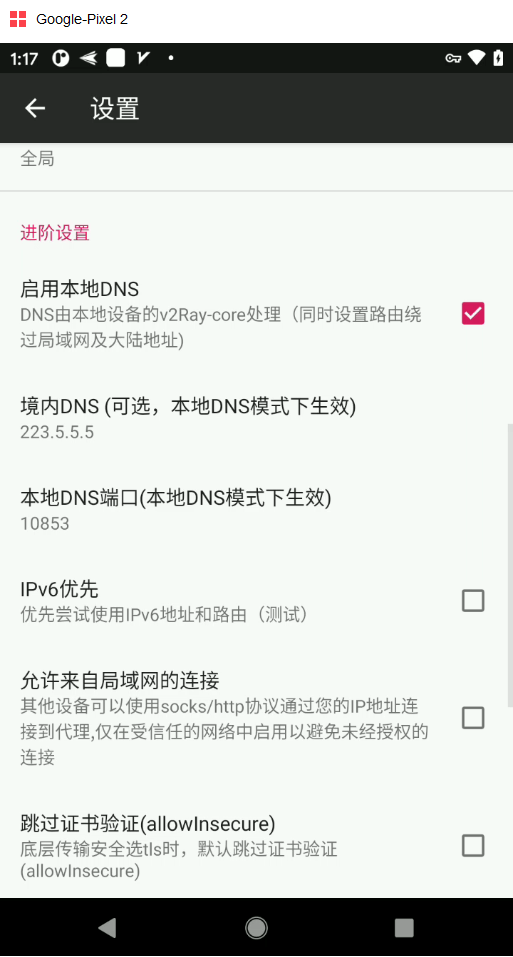 Google-Pixel 2
1:17
设置
全局
进阶设置
启用本地DNS
DNS由本地设备的v2Ray-core处理（同时设置路由绕
过局域网及大陆地址)
境内DNS (可选，本地DNS模式下生效)
223.5.5.5
本地DNS端口(本地DNS模式下生效)
10853
IPv6优先
优先尝试使用IPv6地址和路由（测试）
允许来自局域网的连接
其他设备可以使用socks/http协议通过您的IP地址连
接到代理,仅在受信任的网络中启用以避免未经授权的
连接
跳过证书验证(allowInsecure)
底层传输安全选tls时，默认跳过证书验证
(allowInsecure)